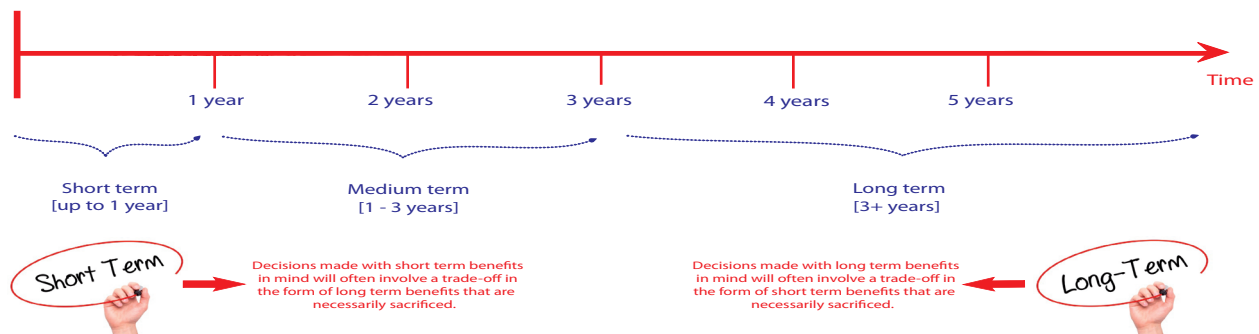 Time
1 year
2 years
3 years
4 years
5 years
Short term
[up to 1 year]
Medium term
[1 - 3 years]
Long term
[3+ years]
Short Term
Decisions made with short term benefits
in mind will often involve a trade-off in
the form of long term benefits that are
necessarily sacrificed.
Decisions made with long term benefits
in mind will often involve a trade-off in
the form of short term benefits that are
necessarily sacrificed.
Long-Term